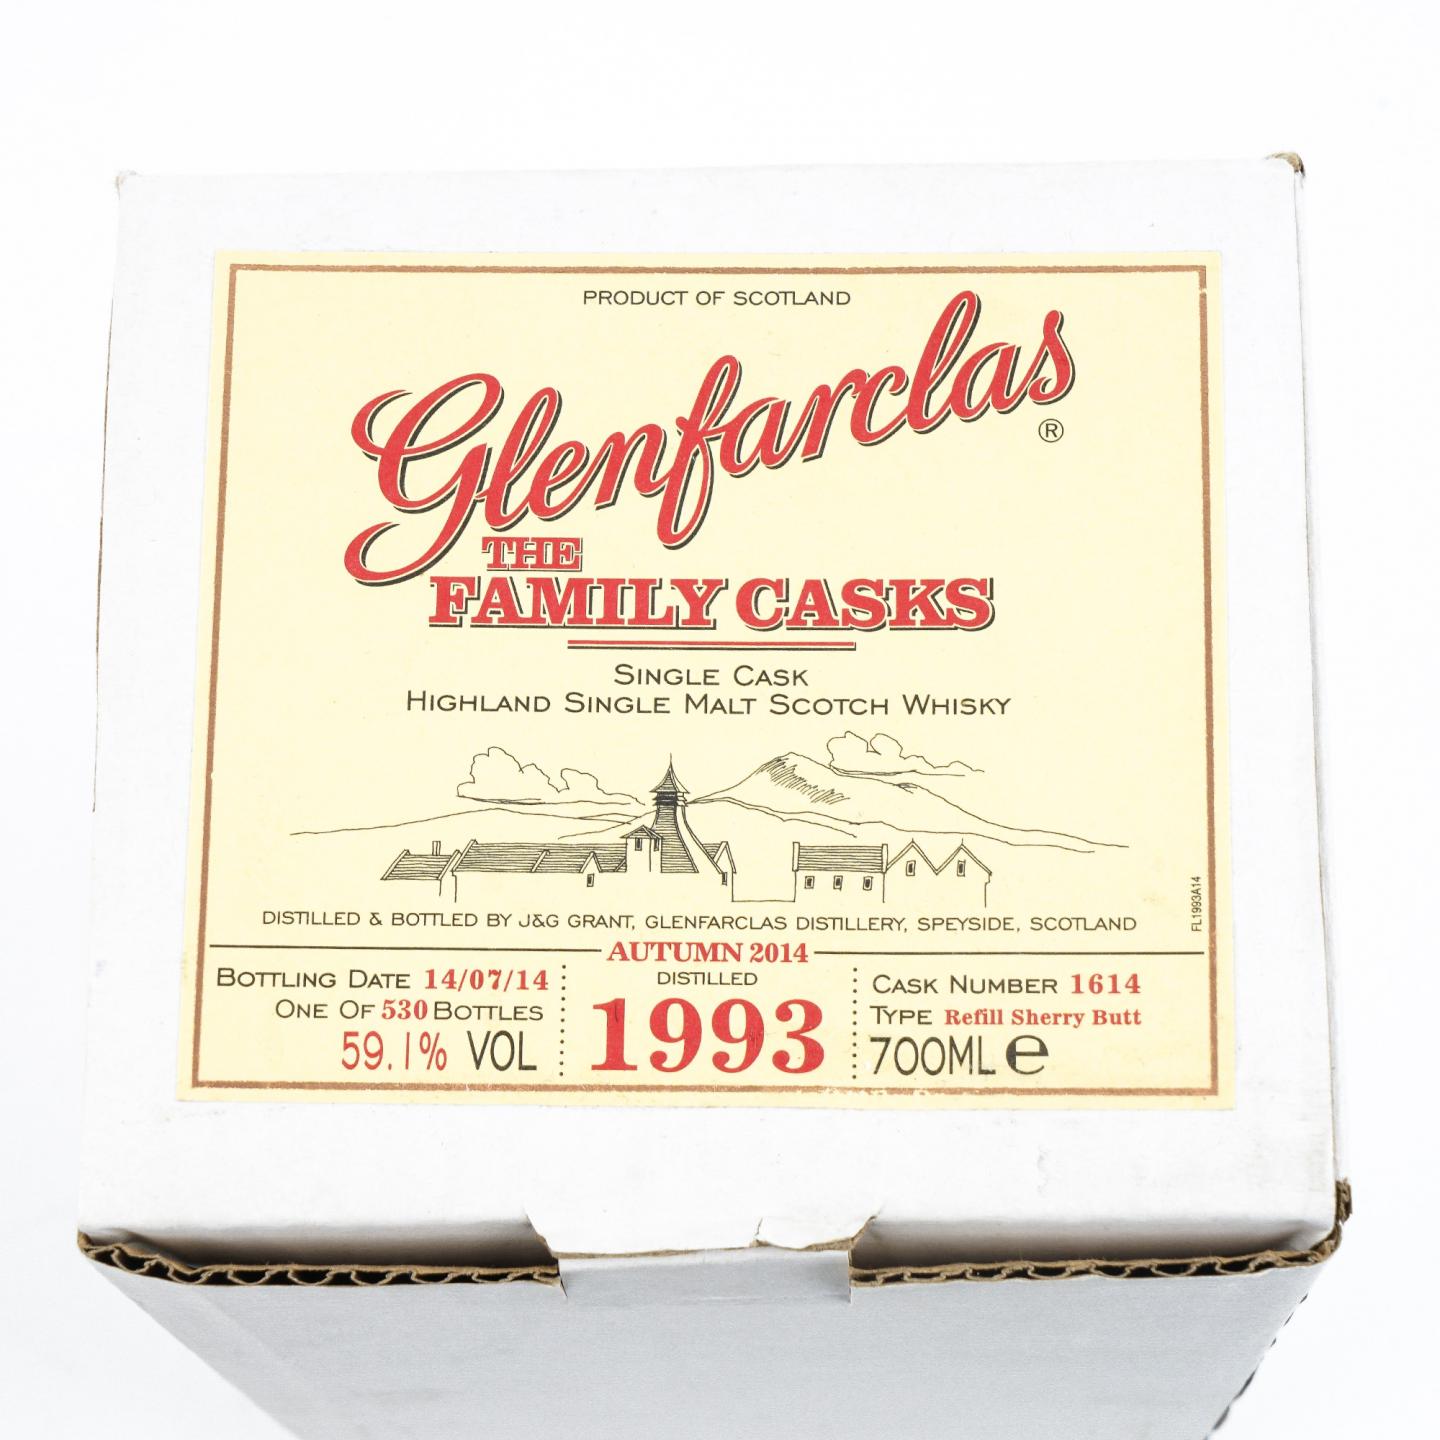 PRODUCT OF SCOTLAND
Glenfarclas ®
THE
FAMILY CASKS
SINGLE CASK
HIGHLAND SINGLE MALT SCOTCH WHISKY
DISTILLED & BOTTLED BY J&G GRANT, GLENFARCLAS DISTILLERY, SPEYSIDE, SCOTLAND
FL1993A14
AUTUMN 2014
BOTTLING DATE 14/07/14
ONE OF 530 BOTTLES
59.1% VOL
DISTILLED
1993
CASK NUMBER 1614
TYPE Refill Sherry Butt
700ML e